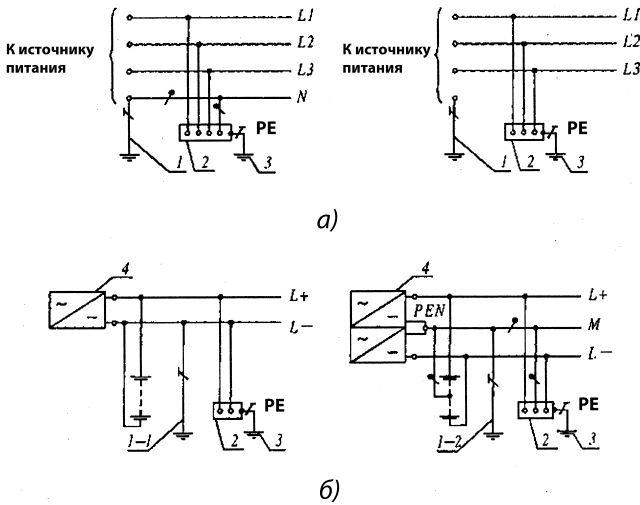 К источнику
питания
L1
L2
L3
N
PE
1
2
3
К источнику
питания
L1
L2
L3
PE
1
2
3
а)
4
L+
L−
PE
1-1
2
3
4
PEN
L+
M
L−
PE
1-2
2
3
б)